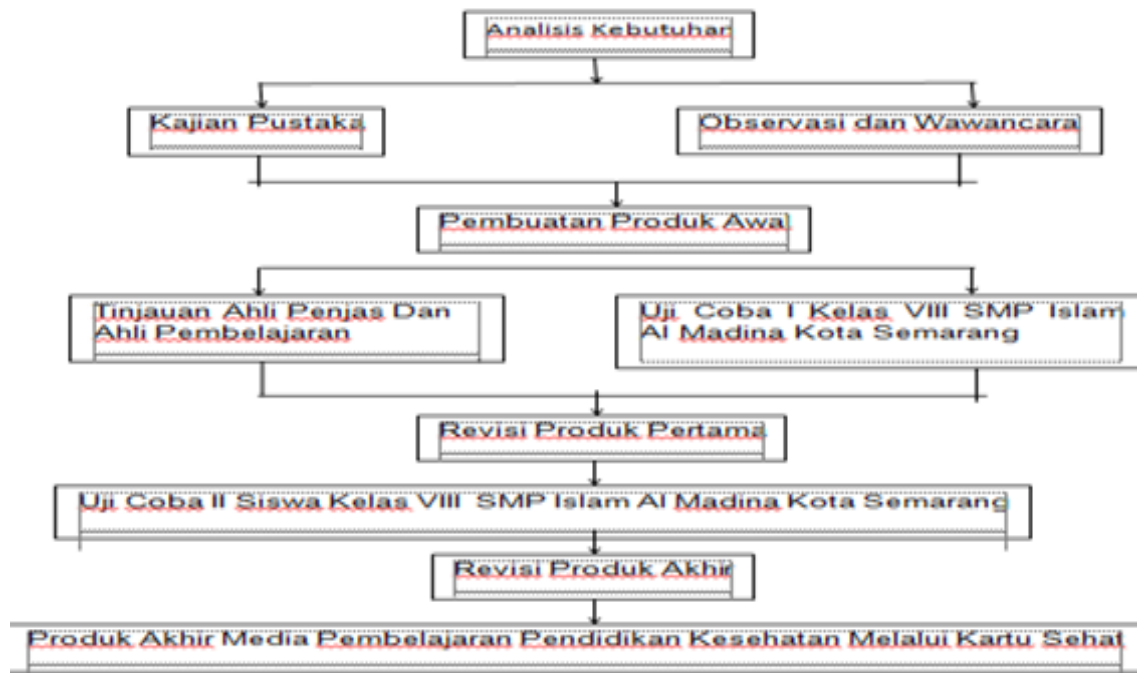 Analisis Kebutuhan
Kajian Pustaka
Observasi dan Wawancara
Pembuatan Produk Awal
Tinjauan Ahli Penjas Dan
Ahli Pembelajaran
Uji Coba I Kelas VIII SMP Islam
Al Madina Kota Semarang
Revisi Produk Pertama
Uji Coba II Siswa Kelas VIII SMP Islam Al Madina Kota Semarang
Revisi Produk Akhir
Produk Akhir Media Pembelajaran Pendidikan Kesehatan Melalui Kartu Sehat